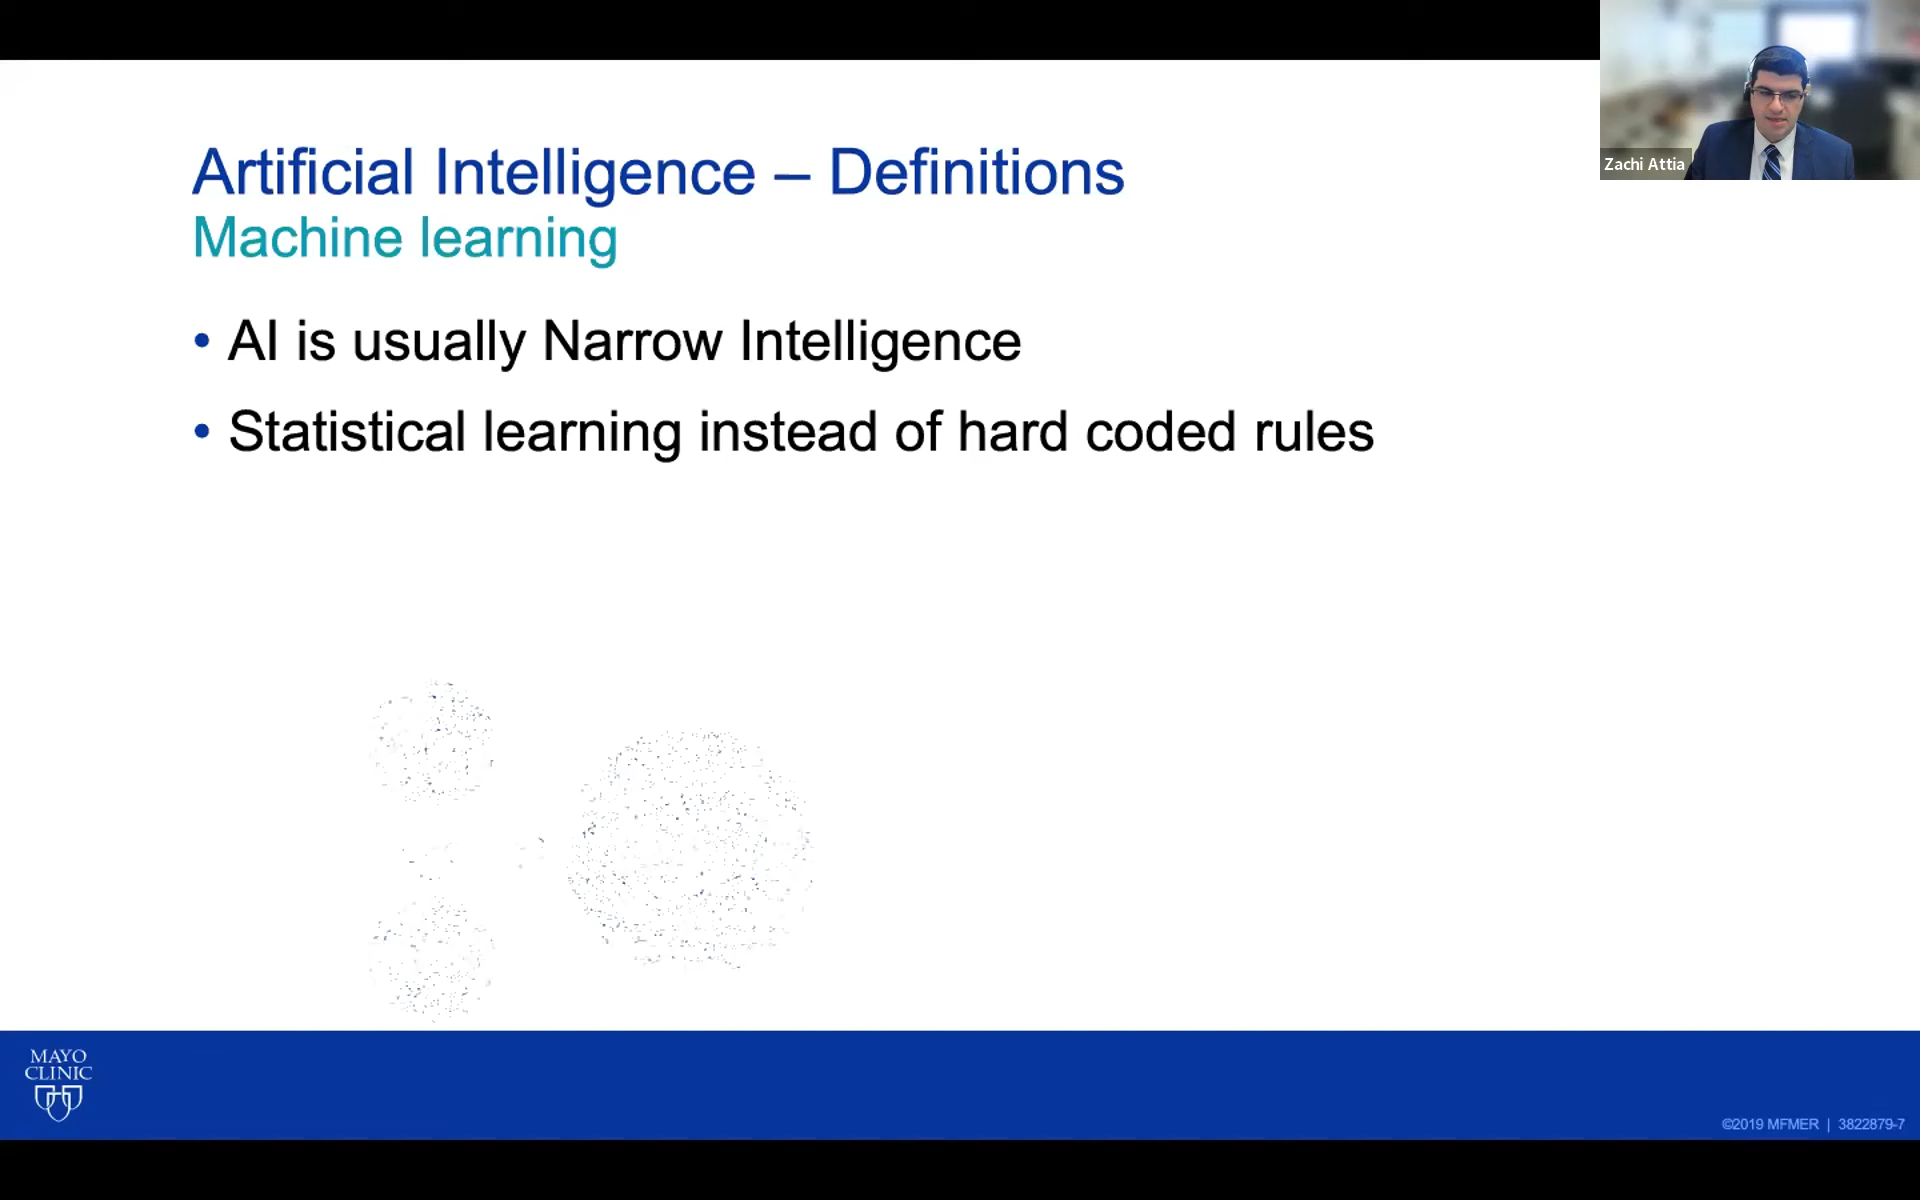 Zachi Attia
Artificial Intelligence – Definitions
Machine learning
• AI is usually Narrow Intelligence
• Statistical learning instead of hard coded rules
MAYO
CLINIC
©2019 MFMER | 3822879-7